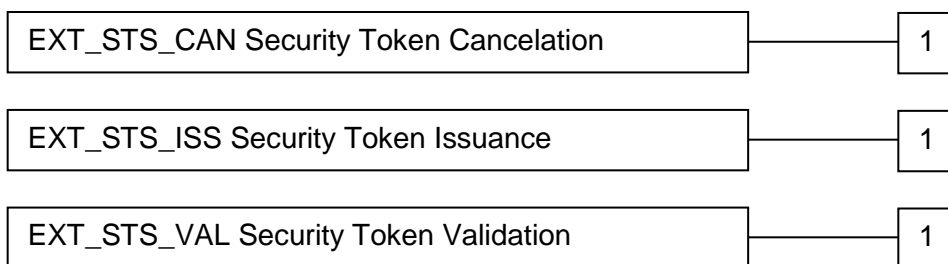 EXT_STS_CAN Security Token Cancelation 1
EXT_STS_ISS Security Token Issuance 1
EXT_STS_VAL Security Token Validation 1